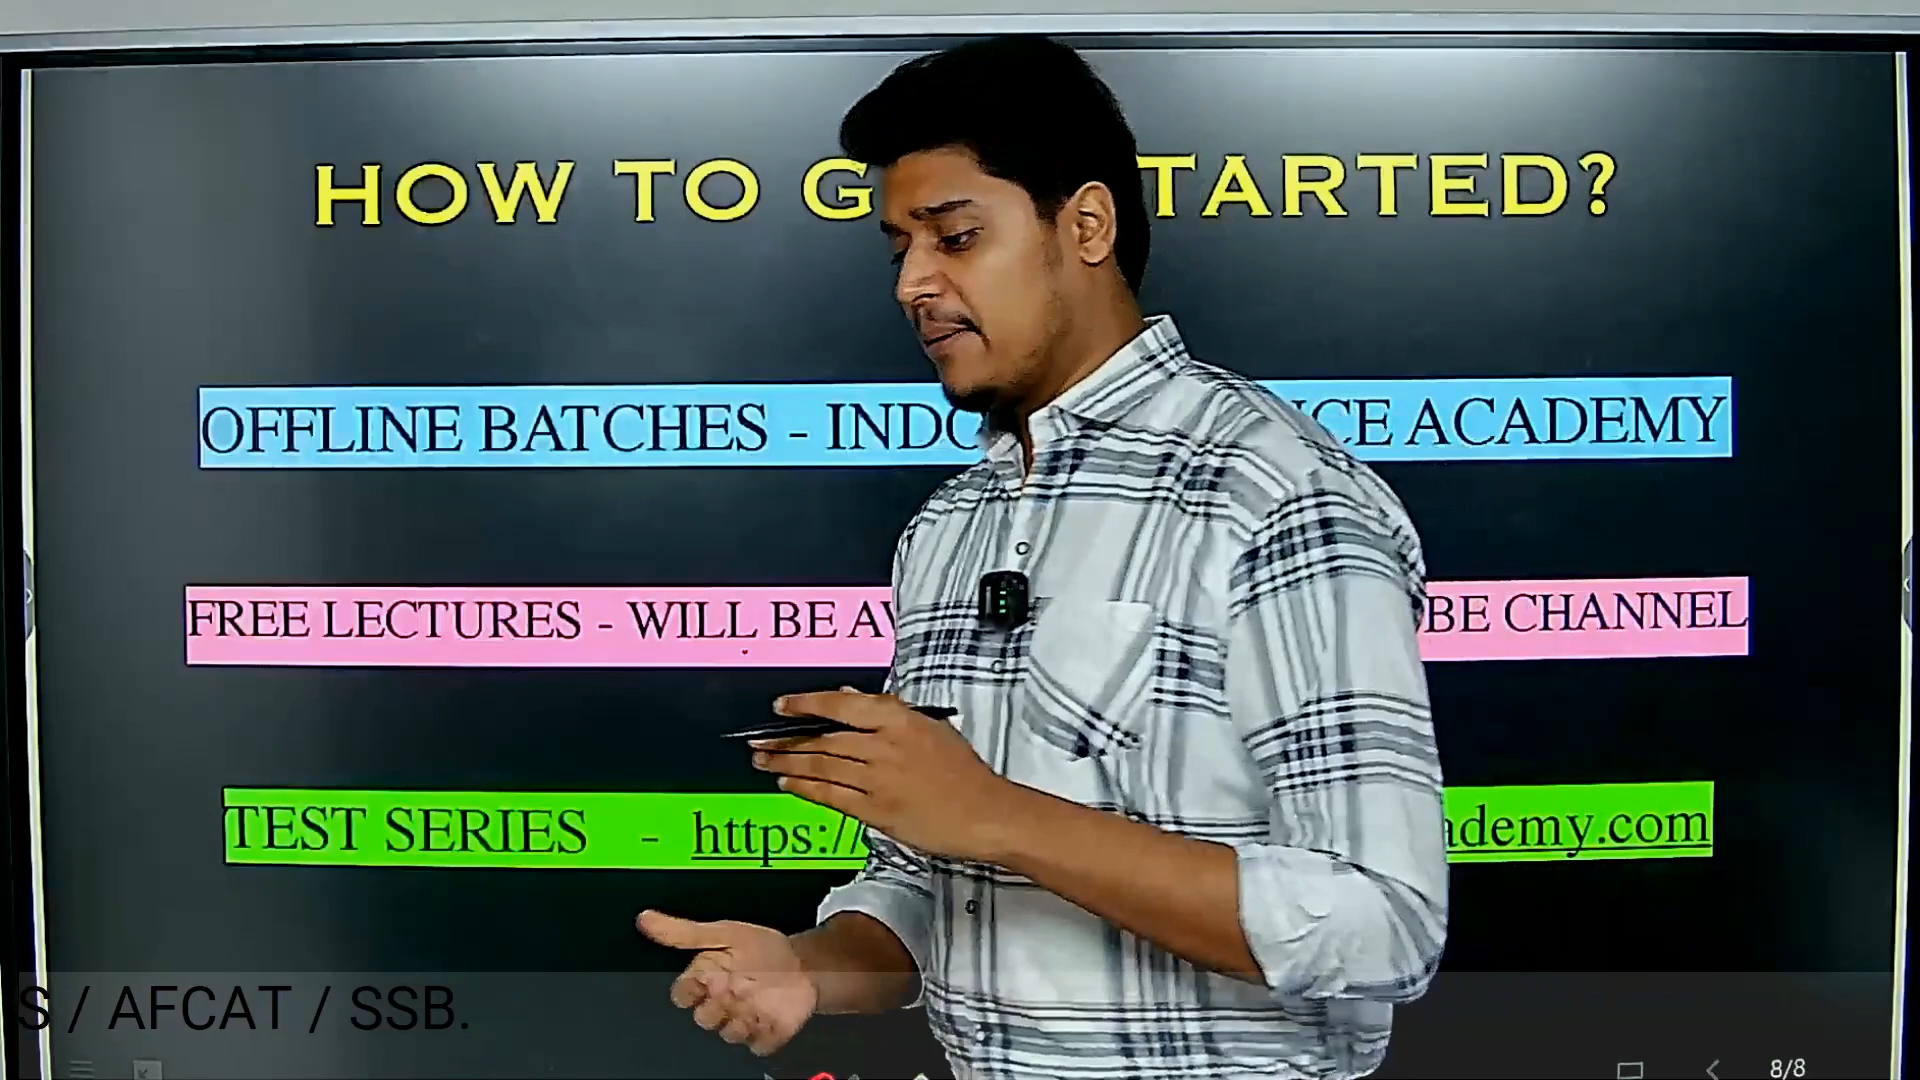 HOW TO G TARTED?
OFFLINE BATCHES - INDO CE ACADEMY
FREE LECTURES - WILL BE AV BE CHANNEL
TEST SERIES - https:// ademy.com
S / AFCAT / SSB.
8/8